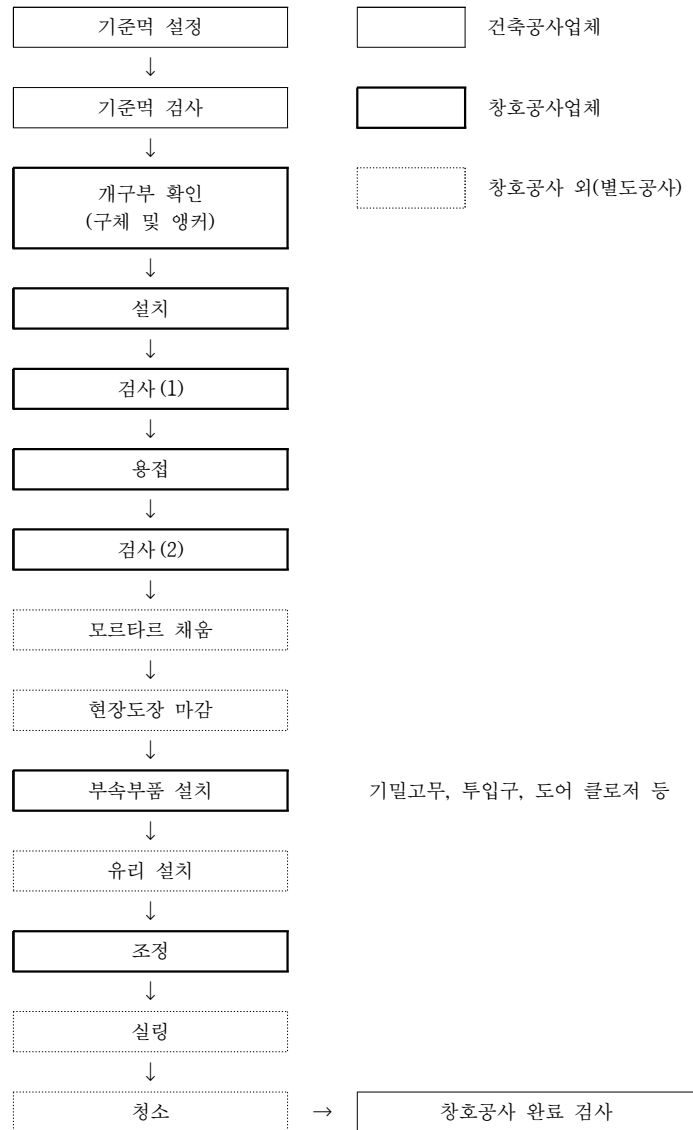 기준먹 설정
건축공사업체
↓
기준먹 검사
창호공사업체
↓
개구부 확인
(구체 및 앵커)
창호공사 외(별도공사)
↓
설치
↓
검사(1)
↓
용접
↓
검사(2)
↓
모르타르 채움
↓
현장도장 마감
↓
부속부품 설치
기밀고무, 투입구, 도어 클로저 등
↓
유리 설치
↓
조정
↓
실링
↓
청소 → 창호공사 완료 검사